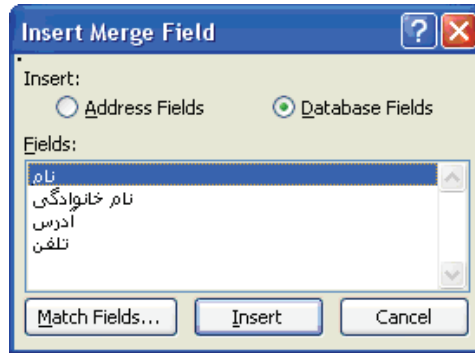 Insert Merge Field
Insert:
Address Fields Database Fields
Fields:
نام
نام خانوادگی
آدرس
تلفن
Match Fields... Insert Cancel